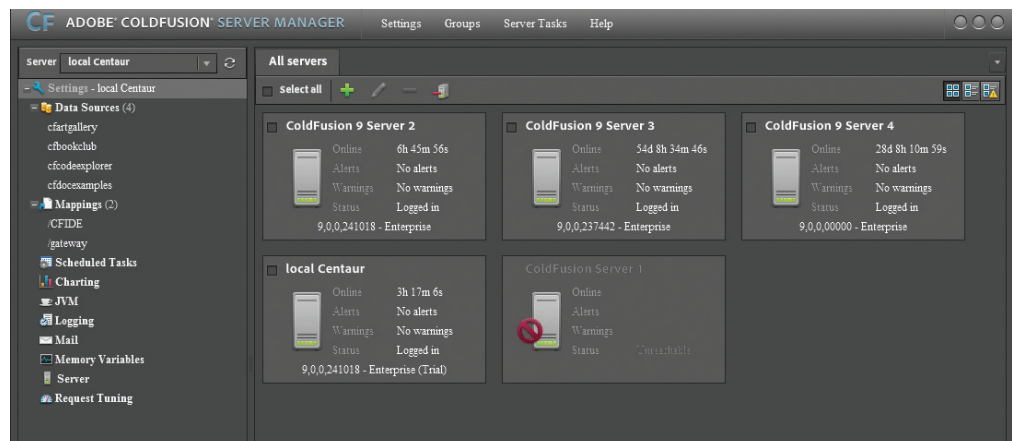 CF ADOBE® COLDFUSION® SERVER MANAGER Settings Groups Server Tasks Help
Server local Centaur
Settings - local Centaur
Data Sources (4)
cfartgallery
cfbookclub
cfcodeexplorer
cfdocexamples
Mappings (2)
/CFIDE
/gateway
Scheduled Tasks
Charting
JVM
Logging
Mail
Memory Variables
Server
Request Tuning
All servers
Select all
ColdFusion 9 Server 2
Online 6h 45m 56s
Alerts No alerts
Warnings No warnings
Status Logged in
9,0,0,241018 - Enterprise
ColdFusion 9 Server 3
Online 54d 8h 34m 46s
Alerts No alerts
Warnings No warnings
Status Logged in
9,0,0,237442 - Enterprise
ColdFusion 9 Server 4
Online 28d 8h 10m 59s
Alerts No alerts
Warnings No warnings
Status Logged in
9,0,0,00000 - Enterprise
local Centaur
Online 3h 17m 6s
Alerts No alerts
Warnings No warnings
Status Logged in
9,0,0,241018 - Enterprise (Trial)
ColdFusion Server 1
Online
Alerts
Warnings
Status Unreachable